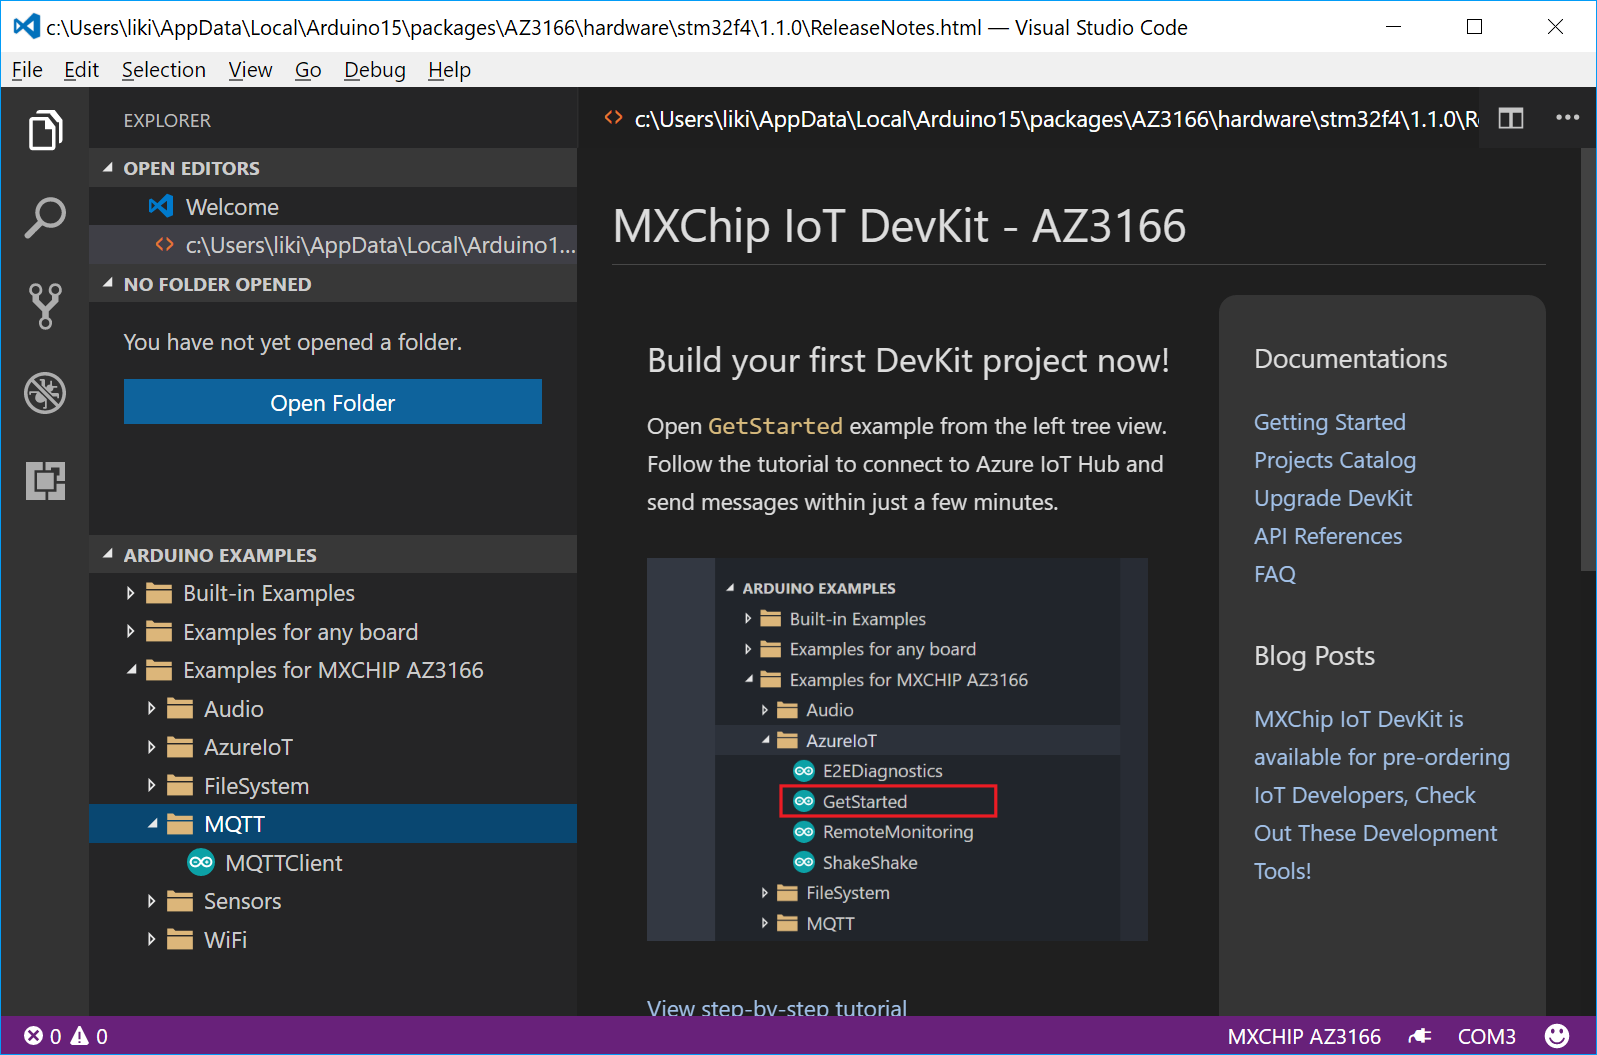 c:\Users\liki\AppData\Local\Arduino15\packages\AZ3166\hardware\stm32f4\1.1.0\ReleaseNotes.html — Visual Studio Code
File Edit Selection View Go Debug Help
EXPLORER
OPEN EDITORS
Welcome
c:\Users\liki\AppData\Local\Arduino1...
NO FOLDER OPENED
You have not yet opened a folder.
Open Folder
ARDUINO EXAMPLES
Built-in Examples
Examples for any board
Examples for MXCHIP AZ3166
Audio
AzureIoT
FileSystem
MQTT
MQTTClient
Sensors
WiFi
c:\Users\liki\AppData\Local\Arduino15\packages\AZ3166\hardware\stm32f4\1.1.0\Re
MXChip IoT DevKit - AZ3166
Build your first DevKit project now!
Open GetStarted example from the left tree view.
Follow the tutorial to connect to Azure IoT Hub and
send messages within just a few minutes.
ARDUINO EXAMPLES
Built-in Examples
Examples for any board
Examples for MXCHIP AZ3166
Audio
AzureIoT
E2EDiagnostics
GetStarted
RemoteMonitoring
ShakeShake
FileSystem
MQTT
View step-by-step tutorial
Documentations
Getting Started
Projects Catalog
Upgrade DevKit
API References
FAQ
Blog Posts
MXChip IoT DevKit is
available for pre-ordering
IoT Developers, Check
Out These Development
Tools!
0 0
MXCHIP AZ3166 COM3